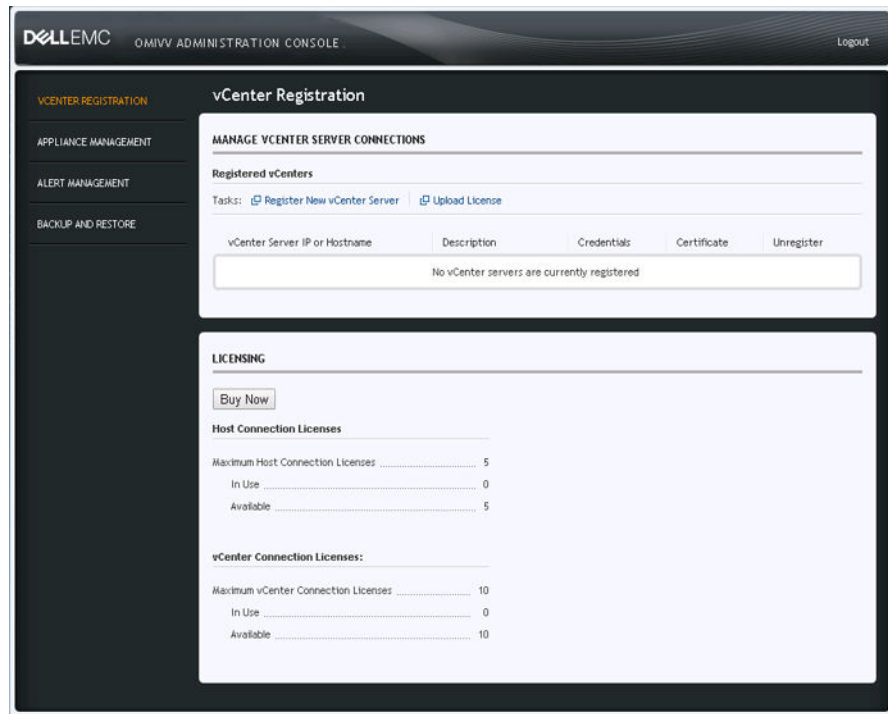 DELLEMC OMIVV ADMINISTRATION CONSOLE
Logout
VCENTER REGISTRATION
APPLIANCE MANAGEMENT
ALERT MANAGEMENT
BACKUP AND RESTORE
vCenter Registration
MANAGE VCENTER SERVER CONNECTIONS
Registered vCenters
Tasks: Register New vCenter Server Upload License
vCenter Server IP or Hostname Description Credentials Certificate Unregister
No vCenter servers are currently registered
LICENSING
Buy Now
Host Connection Licenses
Maximum Host Connection Licenses 5
In Use 0
Available 5
vCenter Connection Licenses:
Maximum vCenter Connection Licenses 10
In Use 0
Available 10